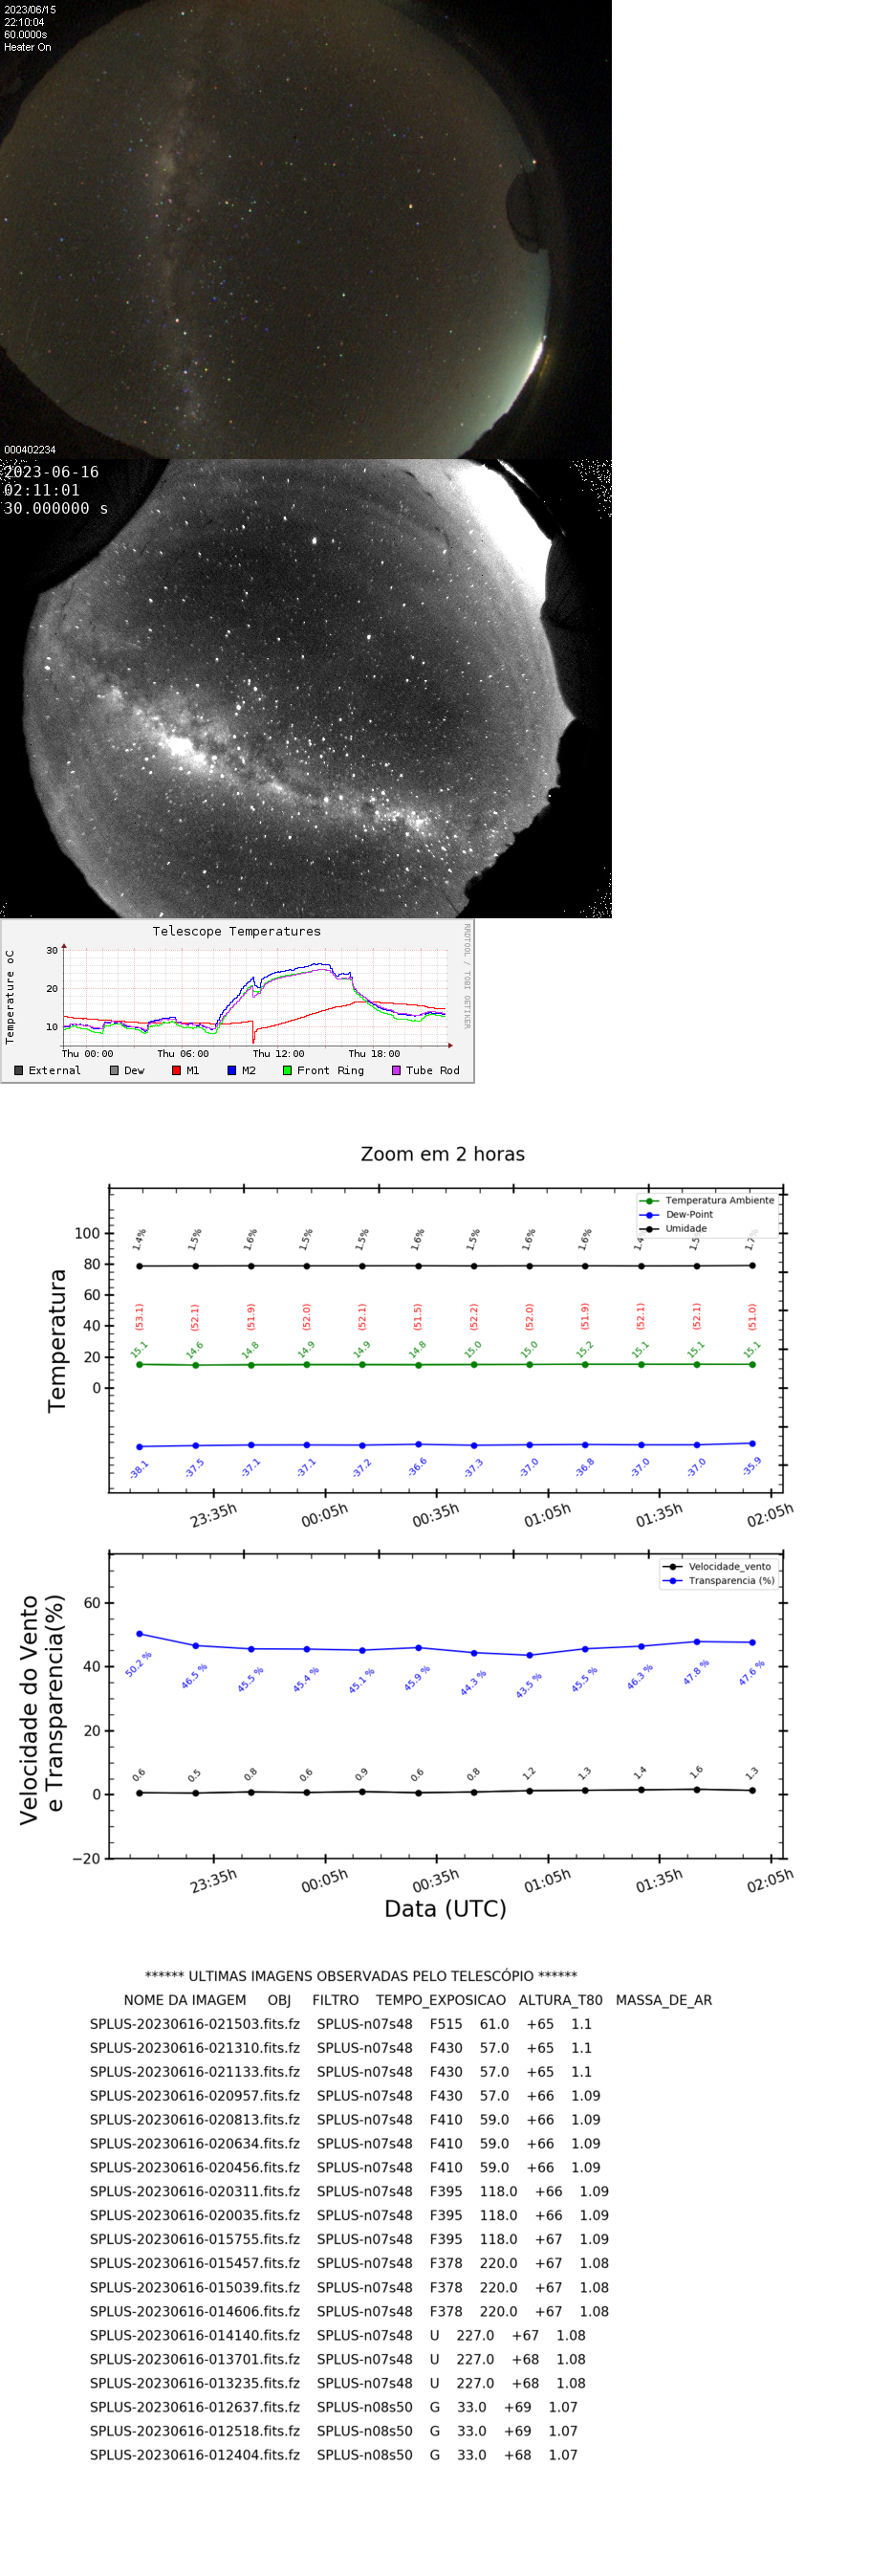 2023/06/15
22:10:04
60.0000s
Heater On
000402234
2023-06-16
02:11:01
30.000000 s
Telescope Temperatures
RRDTOOL / TOBI OETIKER
Temperature oC
30
20
10
Thu 00:00 Thu 06:00 Thu 12:00 Thu 18:00
External Dew M1 M2 Front Ring Tube Rod
Zoom em 2 horas
Temperatura Ambiente
Dew-Point
Umidade
Temperatura
100
80
60
40
20
0
1.4% 1.5% 1.6% 1.5% 1.5% 1.6% 1.5% 1.6% 1.6% 1.4 1.5 1.7%
(53.1) (52.1) (51.9) (52.0) (52.1) (51.5) (52.2) (52.0) (51.9) (52.1) (52.1) (51.0)
15.1 14.6 14.8 14.9 14.9 14.8 15.0 15.0 15.2 15.1 15.1 15.1
-38.1 -37.5 -37.1 -37.1 -37.2 -36.6 -37.3 -37.0 -36.8 -37.0 -37.0 -35.9
23:35h 00:05h 00:35h 01:05h 01:35h 02:05h
Velocidade_vento
Transparencia (%)
Velocidade do Vento
e Transparencia(%)
60
40
20
0
−20
50.2 % 46.5 % 45.5 % 45.4 % 45.1 % 45.9 % 44.3 % 43.5 % 45.5 % 46.3 % 47.8 % 47.6 %
0.6 0.5 0.8 0.6 0.9 0.6 0.8 1.2 1.3 1.4 1.6 1.3
23:35h 00:05h 00:35h 01:05h 01:35h 02:05h
Data (UTC)
****** ULTIMAS IMAGENS OBSERVADAS PELO TELESCÓPIO ******
NOME DA IMAGEM OBJ FILTRO TEMPO_EXPOSICAO ALTURA_T80 MASSA_DE_AR
SPLUS-20230616-021503.fits.fz SPLUS-n07s48 F515 61.0 +65 1.1
SPLUS-20230616-021310.fits.fz SPLUS-n07s48 F430 57.0 +65 1.1
SPLUS-20230616-021133.fits.fz SPLUS-n07s48 F430 57.0 +65 1.1
SPLUS-20230616-020957.fits.fz SPLUS-n07s48 F430 57.0 +66 1.09
SPLUS-20230616-020813.fits.fz SPLUS-n07s48 F410 59.0 +66 1.09
SPLUS-20230616-020634.fits.fz SPLUS-n07s48 F410 59.0 +66 1.09
SPLUS-20230616-020456.fits.fz SPLUS-n07s48 F410 59.0 +66 1.09
SPLUS-20230616-020311.fits.fz SPLUS-n07s48 F395 118.0 +66 1.09
SPLUS-20230616-020035.fits.fz SPLUS-n07s48 F395 118.0 +66 1.09
SPLUS-20230616-015755.fits.fz SPLUS-n07s48 F395 118.0 +67 1.09
SPLUS-20230616-015457.fits.fz SPLUS-n07s48 F378 220.0 +67 1.08
SPLUS-20230616-015039.fits.fz SPLUS-n07s48 F378 220.0 +67 1.08
SPLUS-20230616-014606.fits.fz SPLUS-n07s48 F378 220.0 +67 1.08
SPLUS-20230616-014140.fits.fz SPLUS-n07s48 U 227.0 +67 1.08
SPLUS-20230616-013701.fits.fz SPLUS-n07s48 U 227.0 +68 1.08
SPLUS-20230616-013235.fits.fz SPLUS-n07s48 U 227.0 +68 1.08
SPLUS-20230616-012637.fits.fz SPLUS-n08s50 G 33.0 +69 1.07
SPLUS-20230616-012518.fits.fz SPLUS-n08s50 G 33.0 +69 1.07
SPLUS-20230616-012404.fits.fz SPLUS-n08s50 G 33.0 +68 1.07